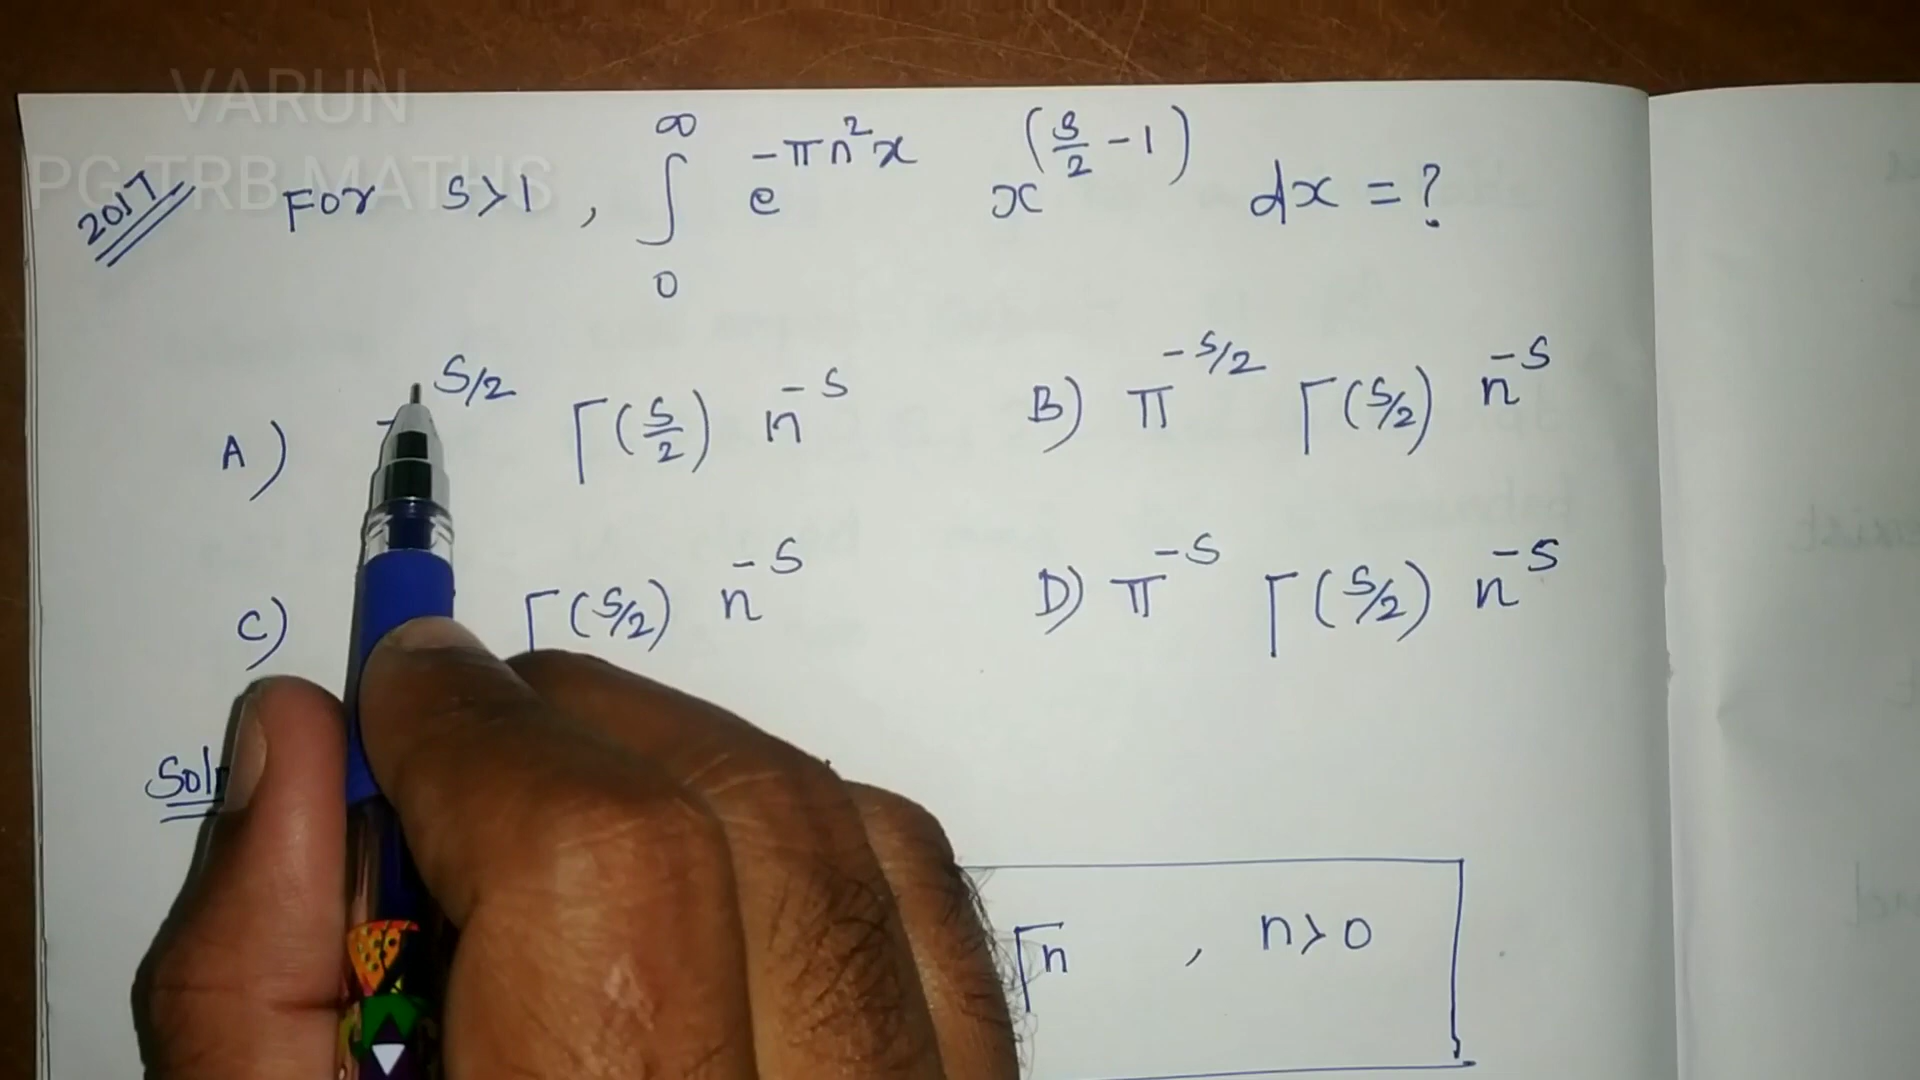 VARUN
PG TRB MATHS
2017 For s>1, ∫₀^∞ e^{-πn²x} x^{(s/2 - 1)} dx = ?
A) ^{s/2} Γ(s/2) n^{-s} B) π^{-s/2} Γ(s/2) n^{-s}
C) Γ(s/2) n^{-s} D) π^{-s} Γ(s/2) n^{-s}
Γn , n>0